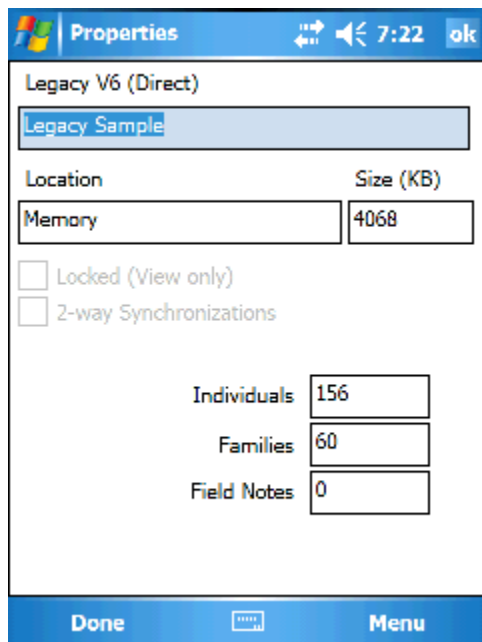 Properties 7:22 ok
Legacy V6 (Direct)
Legacy Sample
Location Size (KB)
Memory 4068
Locked (View only)
2-way Synchronizations
Individuals 156
Families 60
Field Notes 0
Done Menu